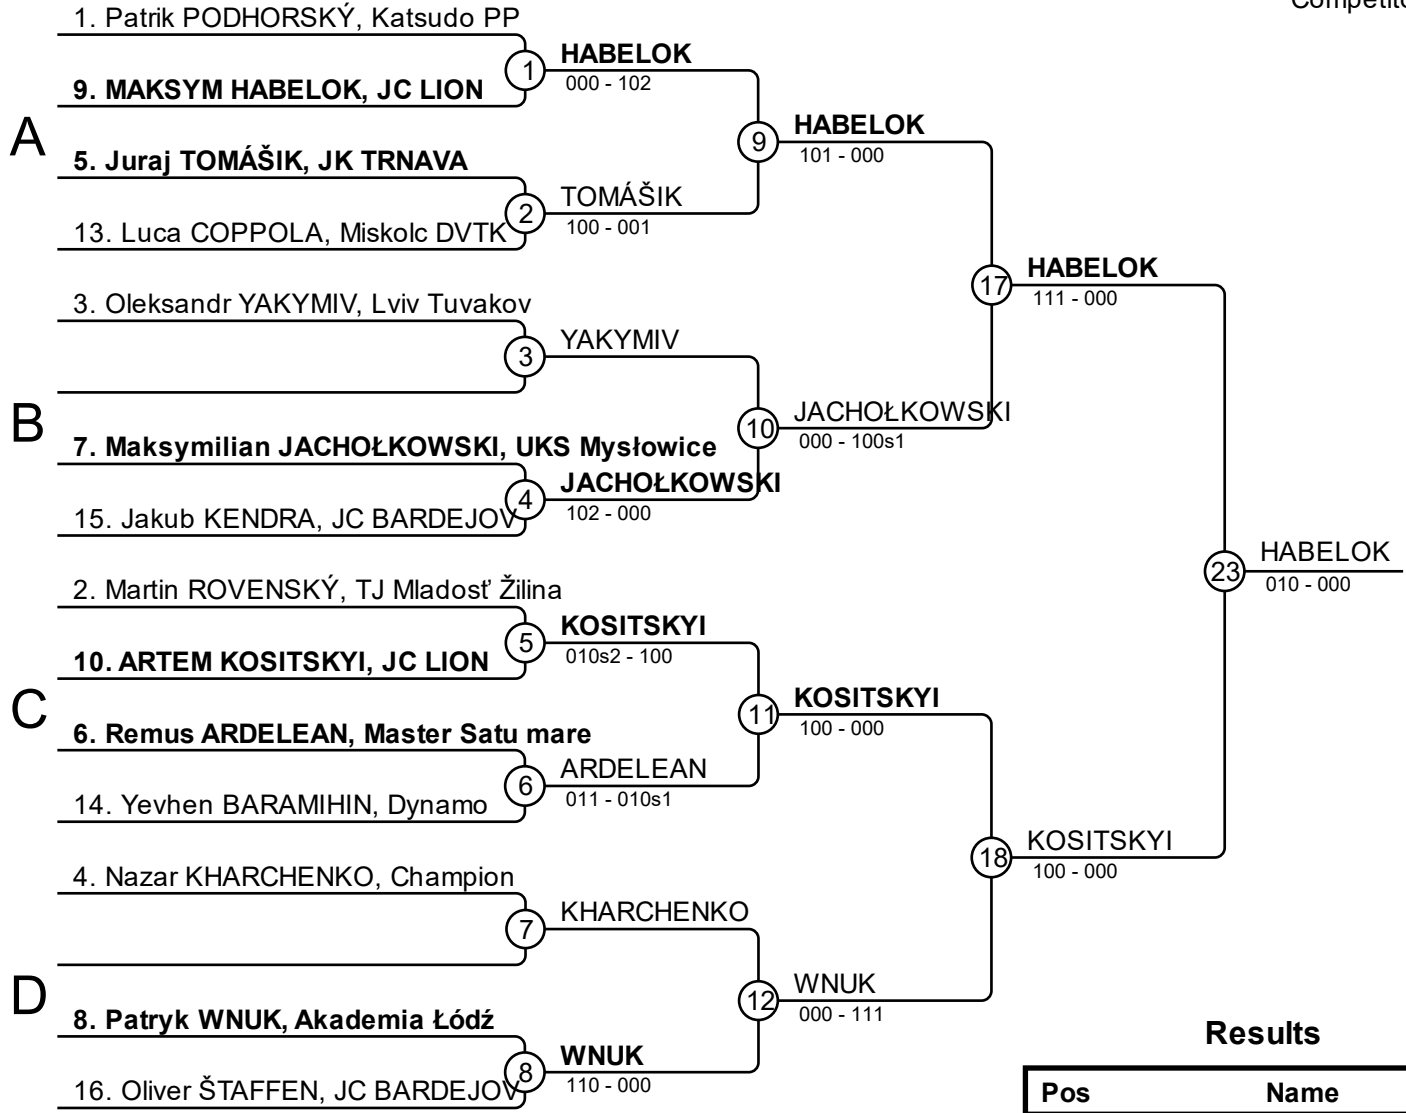 Competito
1. Patrik PODHORSKÝ, Katsudo PP
1
HABELOK
000 - 102
9. MAKSYM HABELOK, JC LION
A
9
HABELOK
101 - 000
5. Juraj TOMÁŠIK, JK TRNAVA
2
TOMÁŠIK
100 - 001
13. Luca COPPOLA, Miskolc DVTK
17
HABELOK
111 - 000
3. Oleksandr YAKYMIV, Lviv Tuvakov
3
YAKYMIV
B
10
JACHOŁKOWSKI
000 - 100s1
7. Maksymilian JACHOŁKOWSKI, UKS Mysłowice
4
JACHOŁKOWSKI
102 - 000
15. Jakub KENDRA, JC BARDEJOV
23
HABELOK
010 - 000
2. Martin ROVENSKÝ, TJ Mladosť Žilina
5
KOSITSKYI
010s2 - 100
10. ARTEM KOSITSKYI, JC LION
C
11
KOSITSKYI
100 - 000
6. Remus ARDELEAN, Master Satu mare
6
ARDELEAN
011 - 010s1
14. Yevhen BARAMIHIN, Dynamo
18
KOSITSKYI
100 - 000
4. Nazar KHARCHENKO, Champion
7
KHARCHENKO
D
12
WNUK
000 - 111
8. Patryk WNUK, Akademia Łódź
8
WNUK
110 - 000
16. Oliver ŠTAFFEN, JC BARDEJOV
Results
Pos Name